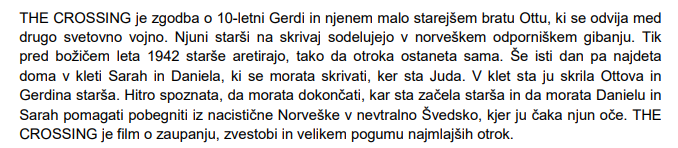 THE CROSSING je zgodba o 10-letni Gerdi in njenem malo starejšem bratu Ottu, ki se odvija med
drugo svetovno vojno. Njuni starši na skrivaj sodelujejo v norveškem odporniškem gibanju. Tik
pred božičem leta 1942 starše aretirajo, tako da otroka ostaneta sama. Še isti dan pa najdeta
doma v kleti Sarah in Daniela, ki se morata skrivati, ker sta Juda. V klet sta ju skrila Ottova in
Gerdina starša. Hitro spoznata, da morata dokončati, kar sta začela starša in da morata Danielu in
Sarah pomagati pobegniti iz nacistične Norveške v nevtralno Švedsko, kjer ju čaka njun oče. THE
CROSSING je film o zaupanju, zvestobi in velikem pogumu najmlajših otrok.